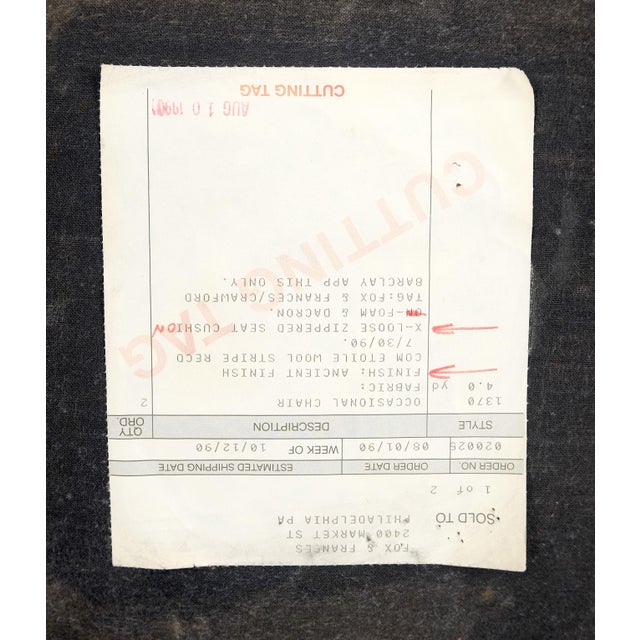 FOX & FRANCES
2400 MARKET ST
SOLD TO PHILADELPHIA PA
1 of 2
ORDER NO. ORDER DATE ESTIMATED SHIPPING DATE
020025 08/01/90 WEEK OF 10/12/90
STYLE DESCRIPTION QTY ORD.
1370 OCCASIONAL CHAIR 2
4.0 yd FABRIC:
FINISH: ANCIENT FINISH
COM ETOILE WOOL STRIPE RECD
7/30/90.
X-LOOSE ZIPPERED SEAT CUSHION
FOAM & DACRON.
TAG:FOX & FRANCES/CRAWFORD
BARCLAY APP THIS ONLY.
CUTTING TAG
AUG 10 1990
CUTTING TAG